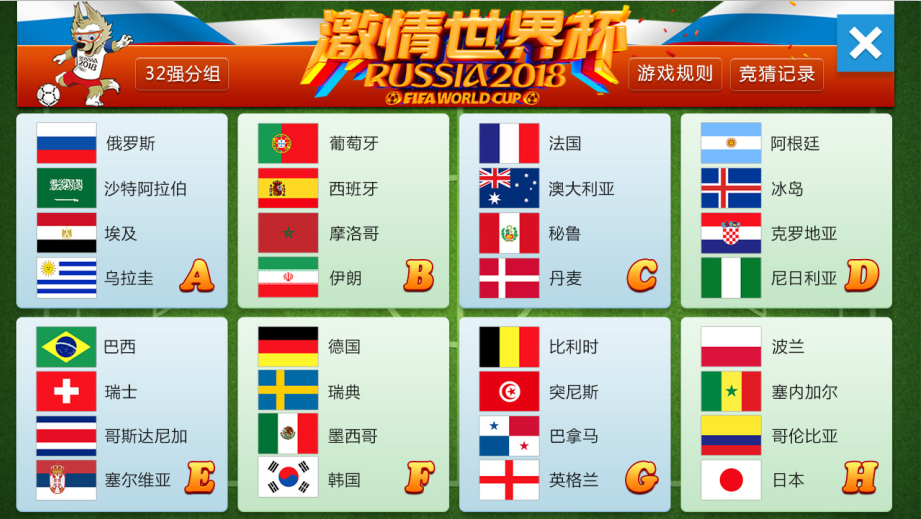 激情世界杯
RUSSIA 2018
FIFA WORLD CUP
RUSSIA
2018
32强分组
游戏规则
竞猜记录
俄罗斯
沙特阿拉伯
埃及
乌拉圭
A
葡萄牙
西班牙
摩洛哥
伊朗
B
法国
澳大利亚
秘鲁
丹麦
C
阿根廷
冰岛
克罗地亚
尼日利亚
D
巴西
瑞士
哥斯达尼加
塞尔维亚
E
德国
瑞典
墨西哥
韩国
F
比利时
突尼斯
巴拿马
英格兰
G
波兰
塞内加尔
哥伦比亚
日本
H